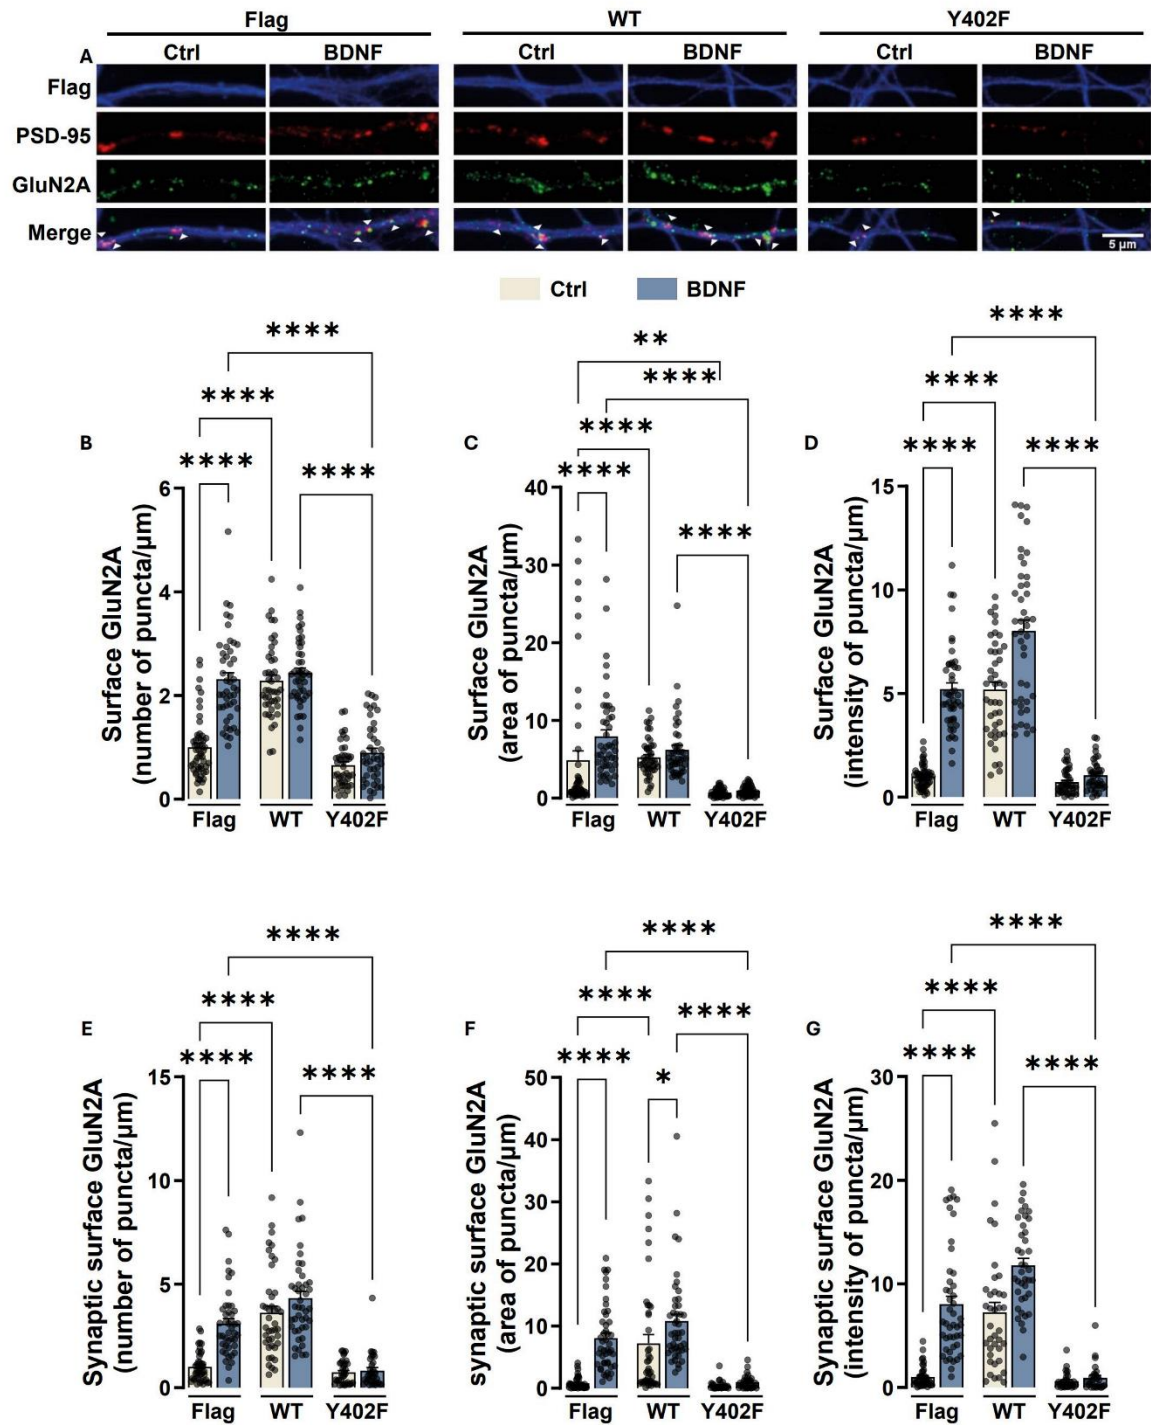 Flag WT Y402F
A Ctrl BDNF Ctrl BDNF Ctrl BDNF
Flag
PSD-95
GluN2A
Merge
5 µm
Ctrl BDNF
B
Surface GluN2A
(number of puncta/µm)
6
4
2
0
****
****
****
****
Flag WT Y402F
C
Surface GluN2A
(area of puncta/µm)
40
30
20
10
0
**
****
****
****
****
Flag WT Y402F
D
Surface GluN2A
(intensity of puncta/µm)
15
10
5
0
****
****
****
****
Flag WT Y402F
E
Synaptic surface GluN2A
(number of puncta/µm)
15
10
5
0
****
****
****
****
Flag WT Y402F
F
synaptic surface GluN2A
(area of puncta/µm)
50
40
30
20
10
0
****
****
****
****
*
Flag WT Y402F
G
Synaptic surface GluN2A
(intensity of puncta/µm)
30
20
10
0
****
****
****
****
Flag WT Y402F